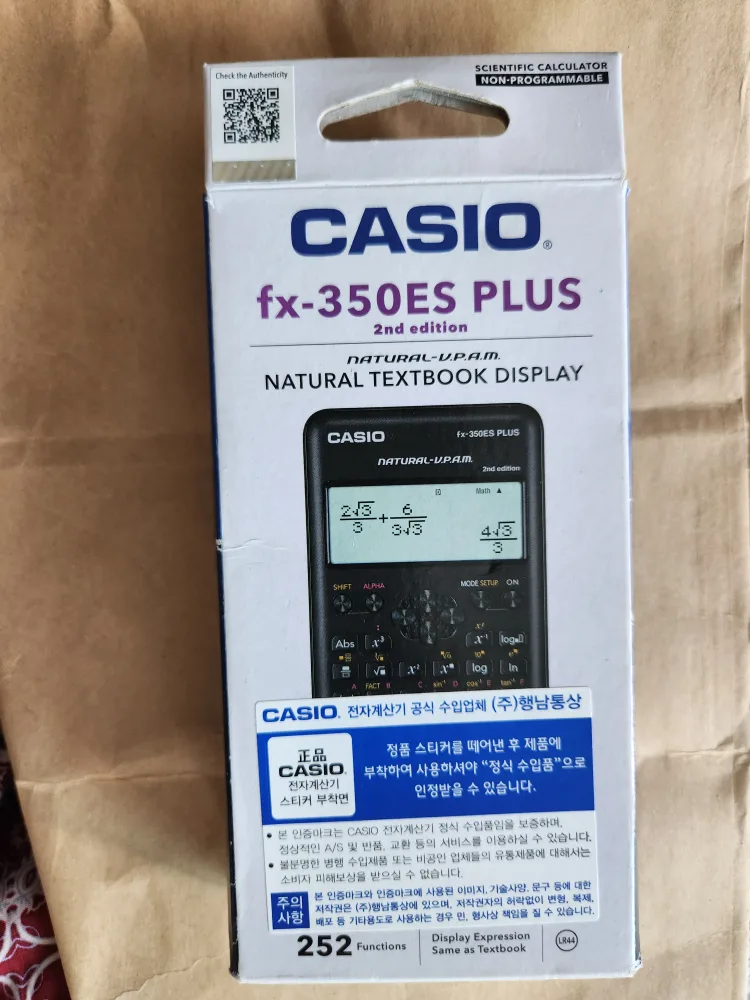 Check the Authenticity
SCIENTIFIC CALCULATOR
NON-PROGRAMMABLE
CASIO®
fx-350ES PLUS
2nd edition
NATURAL-V.P.A.M.
NATURAL TEXTBOOK DISPLAY
CASIO fx-350ES PLUS
NATURAL-V.P.A.M.
2nd edition
Math ▲
2√3/3 + 6/3√3
4√3/3
SHIFT ALPHA MODE SETUP ON
Abs x³ x⁻¹ log
x² log ln
CASIO. 전자계산기 공식 수입업체 (주)행남통상
正品
CASIO.
전자계산기
스티커 부착면
정품 스티커를 떼어낸 후 제품에
부착하여 사용하셔야 "정식 수입품"으로
인정받을 수 있습니다.
• 본 인증마크는 CASIO 전자계산기 정식 수입품임을 보증하며,
정상적인 A/S 및 반품, 교환 등의 서비스를 이용하실 수 있습니다.
• 불분명한 병행 수입제품 또는 비공인 업체들의 유통제품에 대해서는
소비자 피해보상을 받으실 수 없습니다.
주의
사항
본 인증마크와 인증마크에 사용된 이미지, 기술사양, 문구 등에 대한
저작권은 (주)행남통상에 있으며, 저작권자의 허락없이 변형, 복제,
배포 등 기타용도로 사용하는 경우 민, 형사상 책임을 질 수 있습니다.
252 Functions
Display Expression
Same as Textbook
LR44